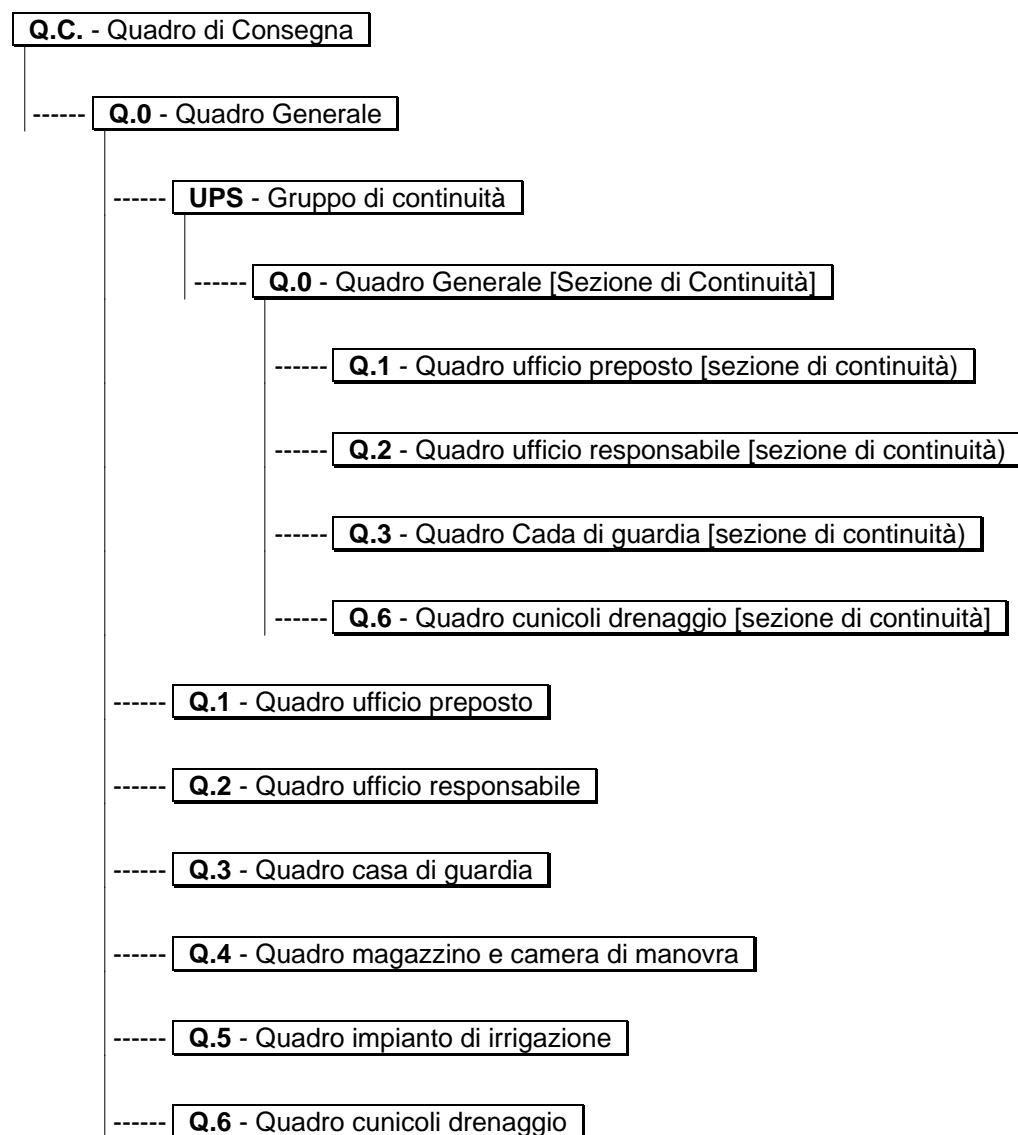 Q.C. - Quadro di Consegna
------ Q.0 - Quadro Generale
------ UPS - Gruppo di continuità
------ Q.0 - Quadro Generale [Sezione di Continuità]
------ Q.1 - Quadro ufficio preposto [sezione di continuità)
------ Q.2 - Quadro ufficio responsabile [sezione di continuità)
------ Q.3 - Quadro Cada di guardia [sezione di continuità)
------ Q.6 - Quadro cunicoli drenaggio [sezione di continuità]
------ Q.1 - Quadro ufficio preposto
------ Q.2 - Quadro ufficio responsabile
------ Q.3 - Quadro casa di guardia
------ Q.4 - Quadro magazzino e camera di manovra
------ Q.5 - Quadro impianto di irrigazione
------ Q.6 - Quadro cunicoli drenaggio